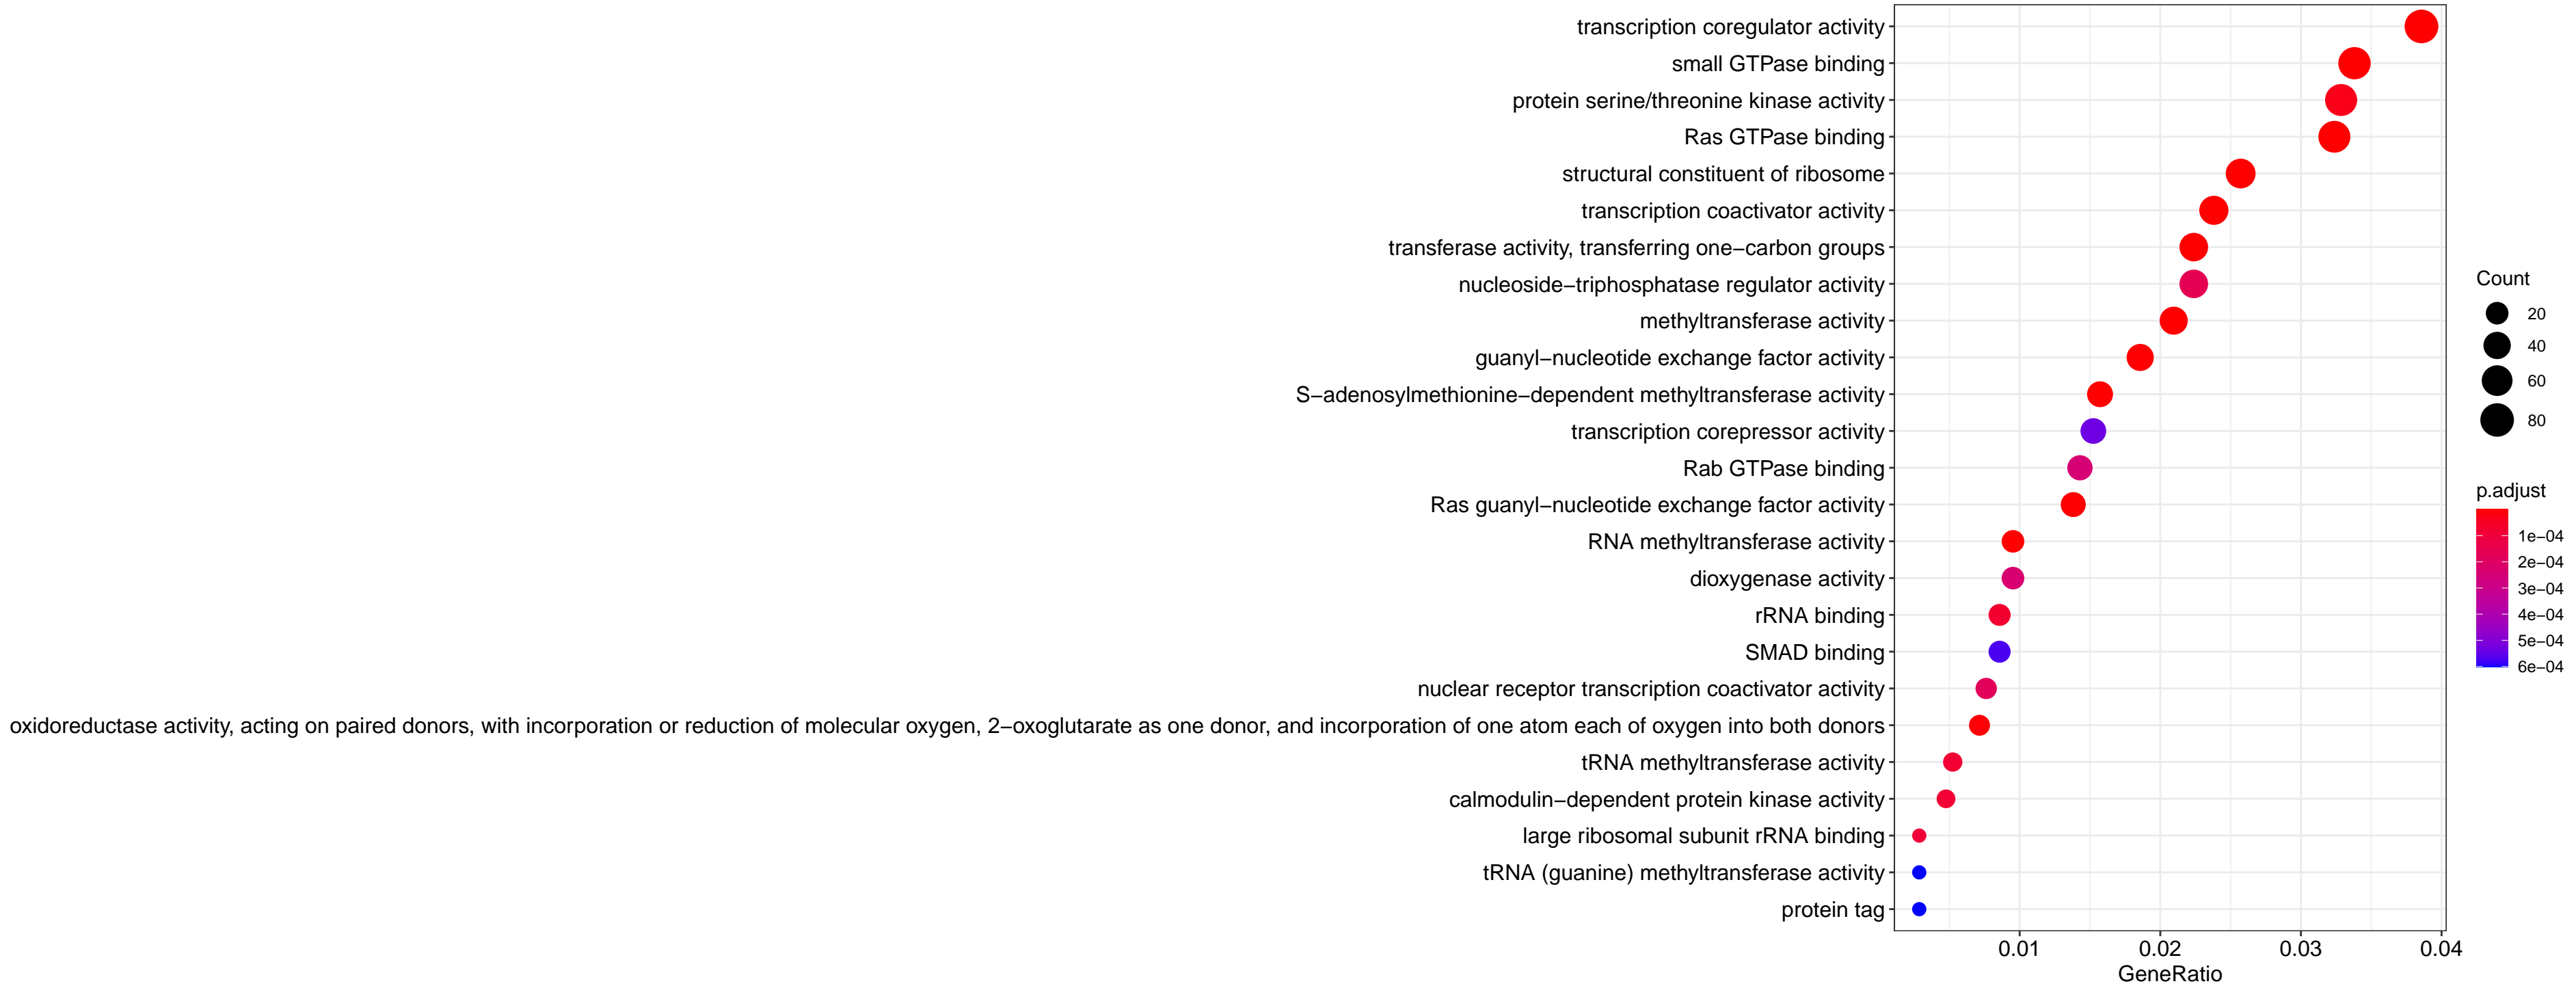 transcription coregulator activity
small GTPase binding
protein serine/threonine kinase activity
Ras GTPase binding
structural constituent of ribosome
transcription coactivator activity
transferase activity, transferring one−carbon groups
nucleoside−triphosphatase regulator activity
methyltransferase activity
guanyl−nucleotide exchange factor activity
S−adenosylmethionine−dependent methyltransferase activity
transcription corepressor activity
Rab GTPase binding
Ras guanyl−nucleotide exchange factor activity
RNA methyltransferase activity
dioxygenase activity
rRNA binding
SMAD binding
nuclear receptor transcription coactivator activity
oxidoreductase activity, acting on paired donors, with incorporation or reduction of molecular oxygen, 2−oxoglutarate as one donor, and incorporation of one atom each of oxygen into both donors
tRNA methyltransferase activity
calmodulin−dependent protein kinase activity
large ribosomal subunit rRNA binding
tRNA (guanine) methyltransferase activity
protein tag
0.01 0.02 0.03 0.04
GeneRatio
Count
20
40
60
80
p.adjust
1e−04
2e−04
3e−04
4e−04
5e−04
6e−04